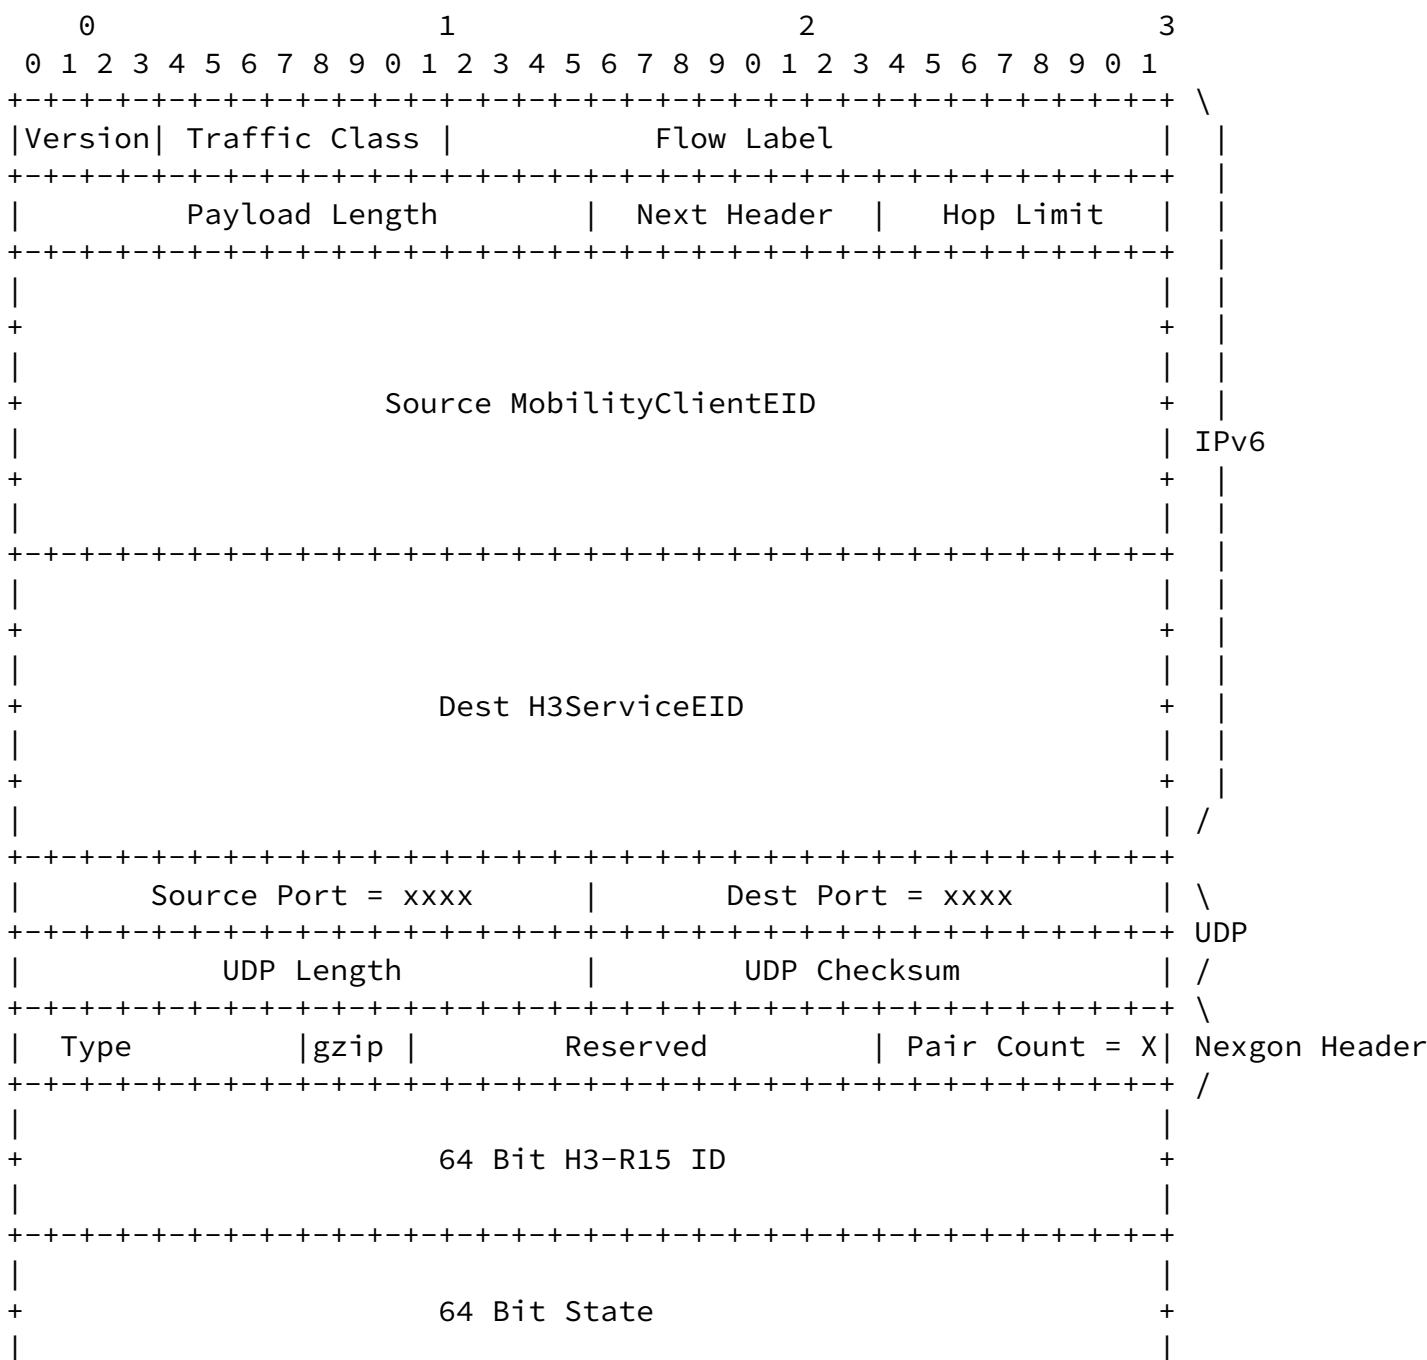 0                   1                   2                   3
 0 1 2 3 4 5 6 7 8 9 0 1 2 3 4 5 6 7 8 9 0 1 2 3 4 5 6 7 8 9 0 1
+-+-+-+-+-+-+-+-+-+-+-+-+-+-+-+-+-+-+-+-+-+-+-+-+-+-+-+-+-+-+-+-+ \
|Version| Traffic Class |           Flow Label                  |  |
+-+-+-+-+-+-+-+-+-+-+-+-+-+-+-+-+-+-+-+-+-+-+-+-+-+-+-+-+-+-+-+-+  |
|         Payload Length        |  Next Header  |   Hop Limit   |  |
+-+-+-+-+-+-+-+-+-+-+-+-+-+-+-+-+-+-+-+-+-+-+-+-+-+-+-+-+-+-+-+-+  |
|                                                               |  |
+                                                               +  |
|                                                               |  |
+                    Source MobilityClientEID                   +  |
|                                                               | IPv6
+                                                               +  |
|                                                               |  |
+-+-+-+-+-+-+-+-+-+-+-+-+-+-+-+-+-+-+-+-+-+-+-+-+-+-+-+-+-+-+-+-+  |
|                                                               |  |
+                                                               +  |
|                                                               |  |
+                       Dest H3ServiceEID                       +  |
|                                                               |  |
+                                                               +  |
|                                                               | /
+-+-+-+-+-+-+-+-+-+-+-+-+-+-+-+-+-+-+-+-+-+-+-+-+-+-+-+-+-+-+-+-+
|       Source Port = xxxx      |       Dest Port = xxxx        | \
+-+-+-+-+-+-+-+-+-+-+-+-+-+-+-+-+-+-+-+-+-+-+-+-+-+-+-+-+-+-+-+-+ UDP
|           UDP Length          |        UDP Checksum           | /
+-+-+-+-+-+-+-+-+-+-+-+-+-+-+-+-+-+-+-+-+-+-+-+-+-+-+-+-+-+-+-+-+ \
|  Type         |gzip |        Reserved         | Pair Count = X| Nexgon Header
+-+-+-+-+-+-+-+-+-+-+-+-+-+-+-+-+-+-+-+-+-+-+-+-+-+-+-+-+-+-+-+-+ /
|                                                               |
+                       64 Bit H3-R15 ID                        +
|                                                               |
+-+-+-+-+-+-+-+-+-+-+-+-+-+-+-+-+-+-+-+-+-+-+-+-+-+-+-+-+-+-+-+-+
|                                                               |
+                       64 Bit State                            +
|                                                               |